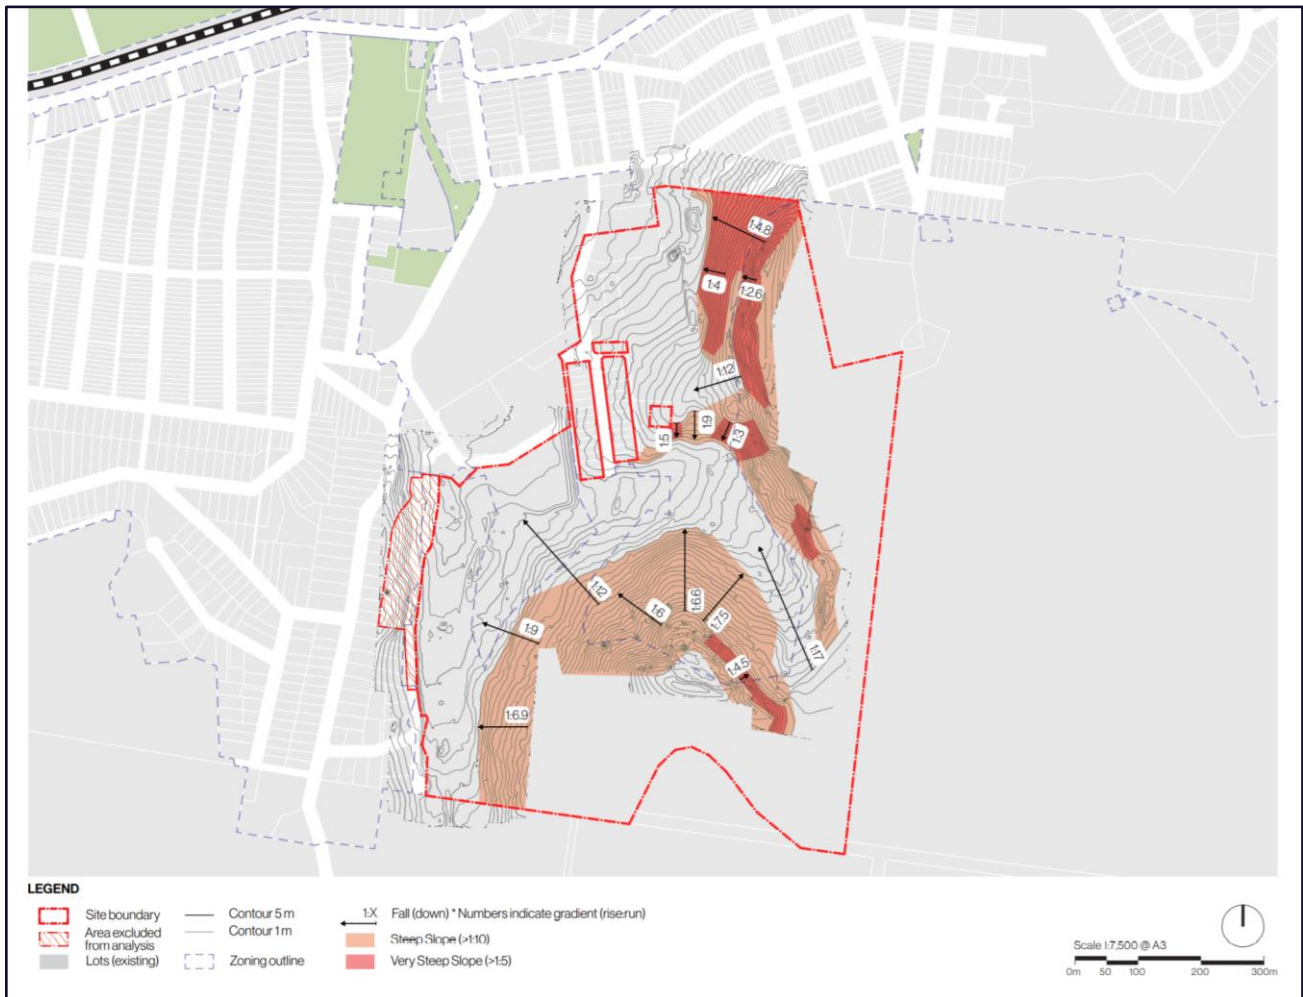 1:4.8
1:4
1:2.6
1:12
1:9
1:5
1:3
1:12
1:6
1:6.6
1:7.5
1:9
1:17
1:4.5
1:6.9
LEGEND
Site boundary
Area excluded
from analysis
Lots (existing)
Contour 5 m
Contour 1 m
Zoning outline
1:X Fall (down) * Numbers indicate gradient (rise:run)
Steep Slope (>1:10)
Very Steep Slope (>1:5)
Scale 1:7,500 @ A3
0m 50 100 200 300m